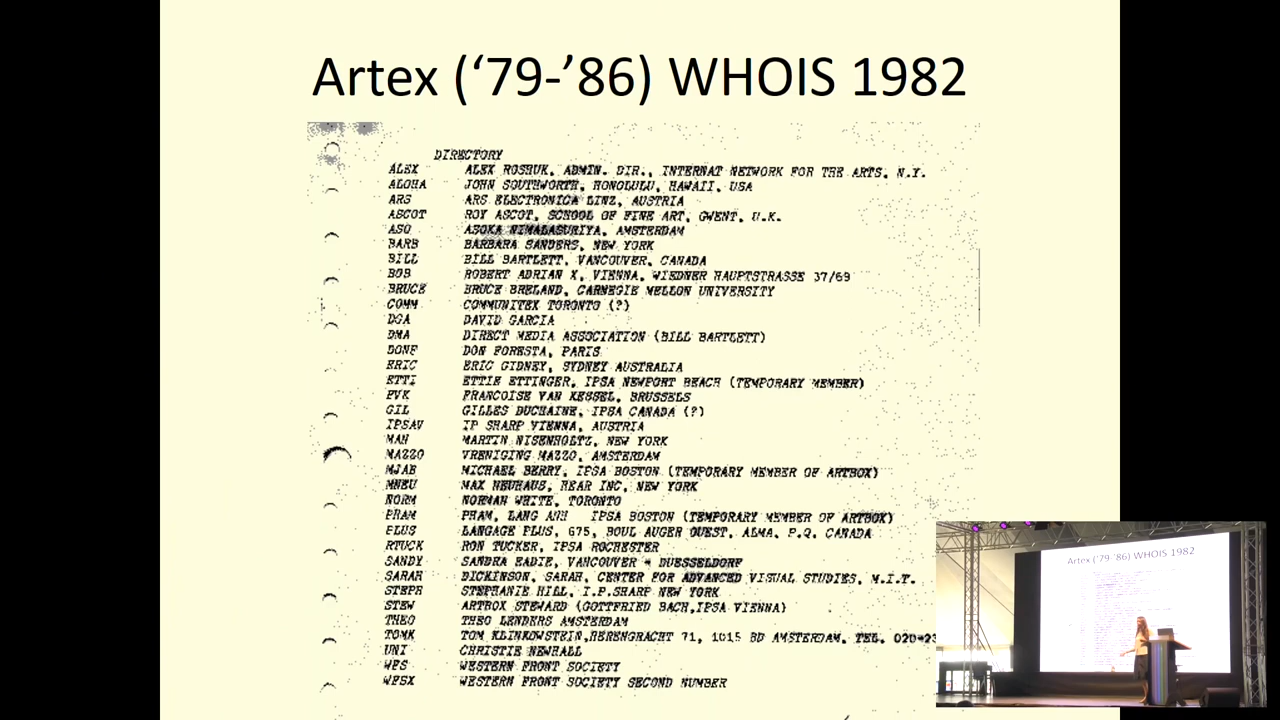 Artex (‘79-’86) WHOIS 1982
DIRECTORY
ALEX ALEX ROSHUK, ADMIN. DIR., INTERNAT NETWORK FOR THE ARTS, N.Y.
ALOHA JOHN SOUTHWORTH, HONOLULU, HAWAII, USA
ARS ARS ELECTRONICA LINZ, AUSTRIA
ASCOT ROY ASCOT, SCHOOL OF FINE ART, GWENT, U.K.
ASO ASOKA NIMALASURIYA, AMSTERDAM
BARB BARBARA SANDERS, NEW YORK
BILL BILL BARTLETT, VANCOUVER, CANADA
BOB ROBERT ADRIAN X, VIENNA, WIEDNER HAUPTSTRASSE 37/69
BRUCE BRUCE BRELAND, CARNEGIE MELLON UNIVERSITY
COMM COMMUNITEX TORONTO (?)
DGA DAVID GARCIA
DMA DIRECT MEDIA ASSOCIATION (BILL BARTLETT)
DONF DON FORESTA, PARIS
ERIC ERIC GIDNEY, SYDNEY AUSTRALIA
ETTI ETTIE ETTINGER, IPSA NEWPORT BEACH (TEMPORARY MEMBER)
FVK FRANCOISE VAN KESSEL, BRUSSELS
GIL GILLES DUCHAINE, IPSA CANADA (?)
IPSAV IP SHARP VIENNA, AUSTRIA
MAN MARTIN NISENHOLTZ, NEW YORK
MAZZO VRENIGING MAZZO, AMSTERDAM
MJAB MICHAEL BERRY, IPSA BOSTON (TEMPORARY MEMBER OF ARTBOX)
MNEU MAX NEUHAUS, HEAR INC, NEW YORK
NORM NORMAN WHITE, TORONTO
PHAM PHAM, LANG ANH IPSA BOSTON (TEMPORARY MEMBER OF ARTBOX)
PLUS LANGAGE PLUS, 675, BOUL AUGER OUEST, ALMA, P.Q. CANADA
RTUCK RON TUCKER, IPSA ROCHESTER
SANDY SANDRA EADIE, VANCOUVER - DUESSELDORF
SARAH DICKINSON, SARAH, CENTER FOR ADVANCED VISUAL STUDIES, M.I.T.
STEPH STEPHANIE HILL, I.P.SHARP NEW YORK
STEW ARTBOX STEWARD (GOTTFRIED BACH,IPSA VIENNA)
THEO THEO LENDERS AMSTERDAM
TOMK TOM KLINKOWSTEIN,HERENGRACHT 71, 1015 BD AMSTERDAM. TEL. 020-23
UNI CHRISTIE NEWHALL
WFS WESTERN FRONT SOCIETY
WFSX WESTERN FRONT SOCIETY SECOND NUMBER
Artex (‘79-’86) WHOIS 1982